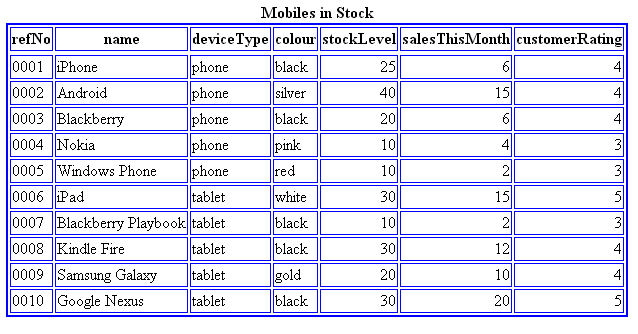 Mobiles in Stock
refNo name deviceType colour stockLevel salesThisMonth customerRating
0001 iPhone phone black 25 6 4
0002 Android phone silver 40 15 4
0003 Blackberry phone black 20 6 4
0004 Nokia phone pink 10 4 3
0005 Windows Phone phone red 10 2 3
0006 iPad tablet white 30 15 5
0007 Blackberry Playbook tablet black 10 2 3
0008 Kindle Fire tablet black 30 12 4
0009 Samsung Galaxy tablet gold 20 10 4
0010 Google Nexus tablet black 30 20 5